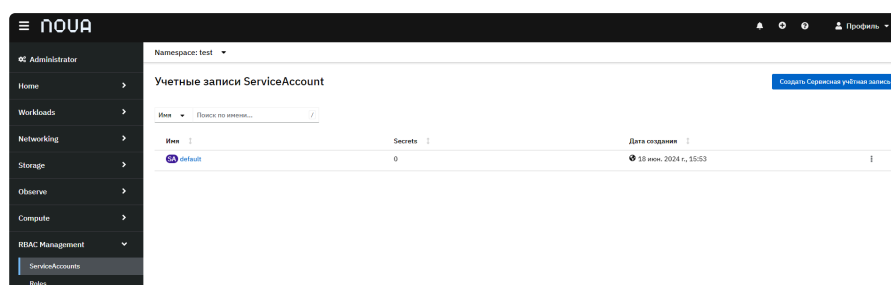 NOVA
Профиль
Administrator
Namespace: test
Home
Учетные записи ServiceAccount
Создать Сервисная учётная запись
Workloads
Имя
Поиск по имени...
/
Networking
Имя
Secrets
Дата создания
Storage
SA default
0
18 июн. 2024 г., 15:53
Observe
Compute
RBAC Management
ServiceAccounts
Roles